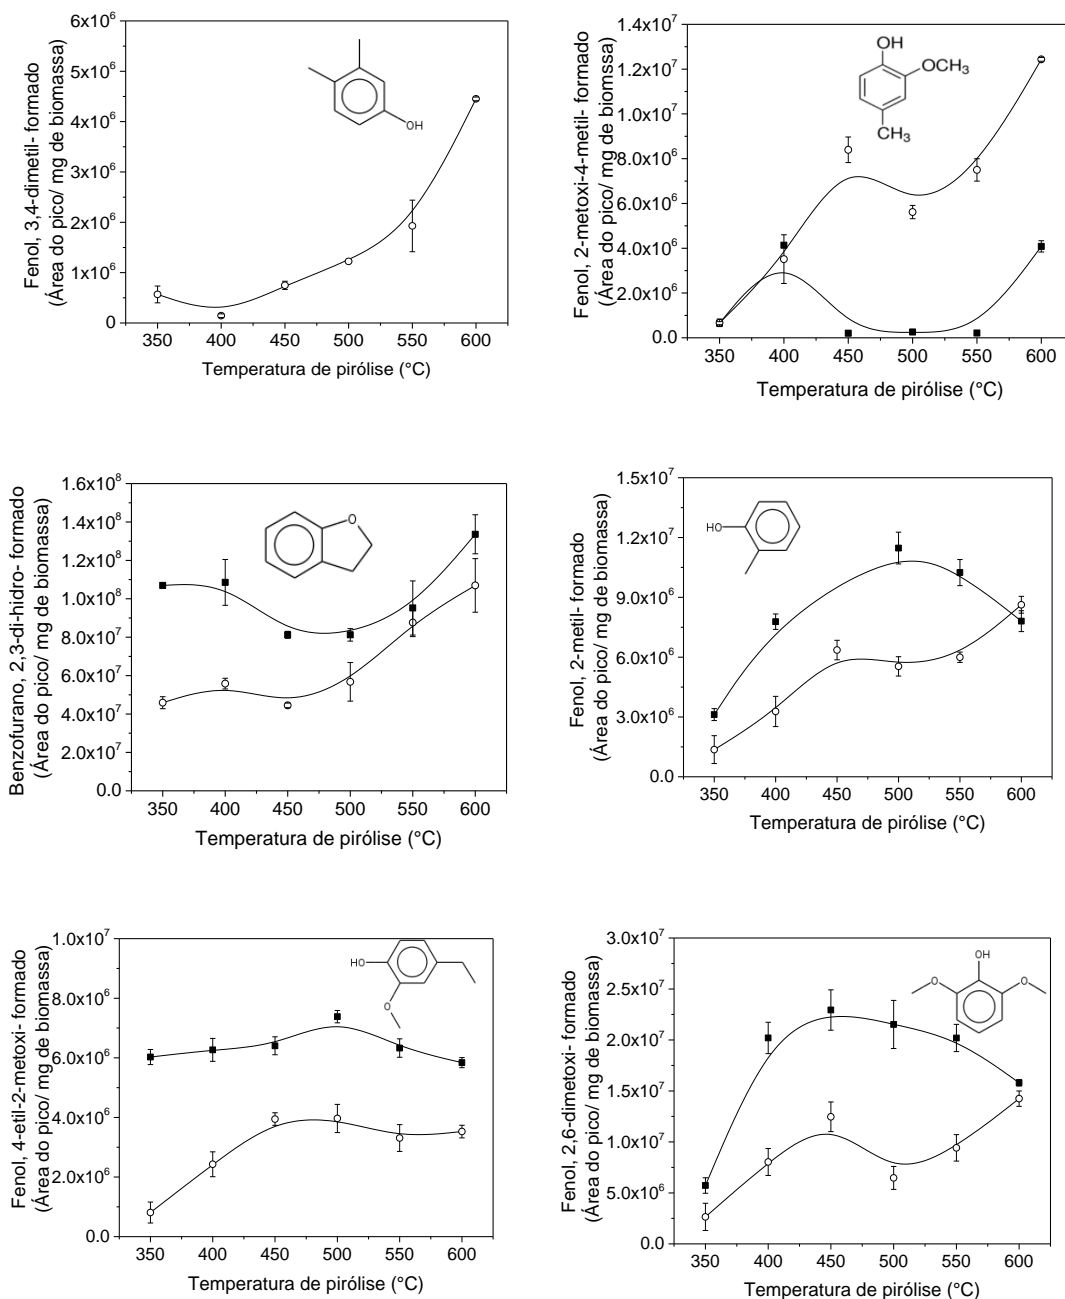 Fenol, 3,4-dimetil- formado
(Área do pico/ mg de biomassa)
6x10⁶
5x10⁶
4x10⁶
3x10⁶
2x10⁶
1x10⁶
0
OH
350 400 450 500 550 600
Temperatura de pirólise (°C)
Fenol, 2-metoxi-4-metil- formado
(Área do pico/ mg de biomssa)
1.4x10⁷
1.2x10⁷
1.0x10⁷
8.0x10⁶
6.0x10⁶
4.0x10⁶
2.0x10⁶
0.0
OH
OCH₃
CH₃
350 400 450 500 550 600
Temperatura de pirólise (°C)
Benzofurano, 2,3-di-hidro- formado
(Área do pico/ mg de biomassa)
1.6x10⁸
1.4x10⁸
1.2x10⁸
1.0x10⁸
8.0x10⁷
6.0x10⁷
4.0x10⁷
2.0x10⁷
0.0
O
350 400 450 500 550 600
Temperatura de pirólise (°C)
Fenol, 2-metil- formado
(Área do pico/ mg de biomassa)
1.5x10⁷
1.2x10⁷
9.0x10⁶
6.0x10⁶
3.0x10⁶
0.0
HO
350 400 450 500 550 600
Temperatura de pirólise (°C)
Fenol, 4-etil-2-metoxi- formado
(Área do pico/ mg de biomassa)
1.0x10⁷
8.0x10⁶
6.0x10⁶
4.0x10⁶
2.0x10⁶
0.0
HO
O
350 400 450 500 550 600
Temperatura de pirólise (°C)
Fenol, 2,6-dimetoxi- formado
(Área do pico/ mg de biomassa)
3.0x10⁷
2.5x10⁷
2.0x10⁷
1.5x10⁷
1.0x10⁷
5.0x10⁶
0.0
OH
O
O
350 400 450 500 550 600
Temperatura de pirólise (°C)